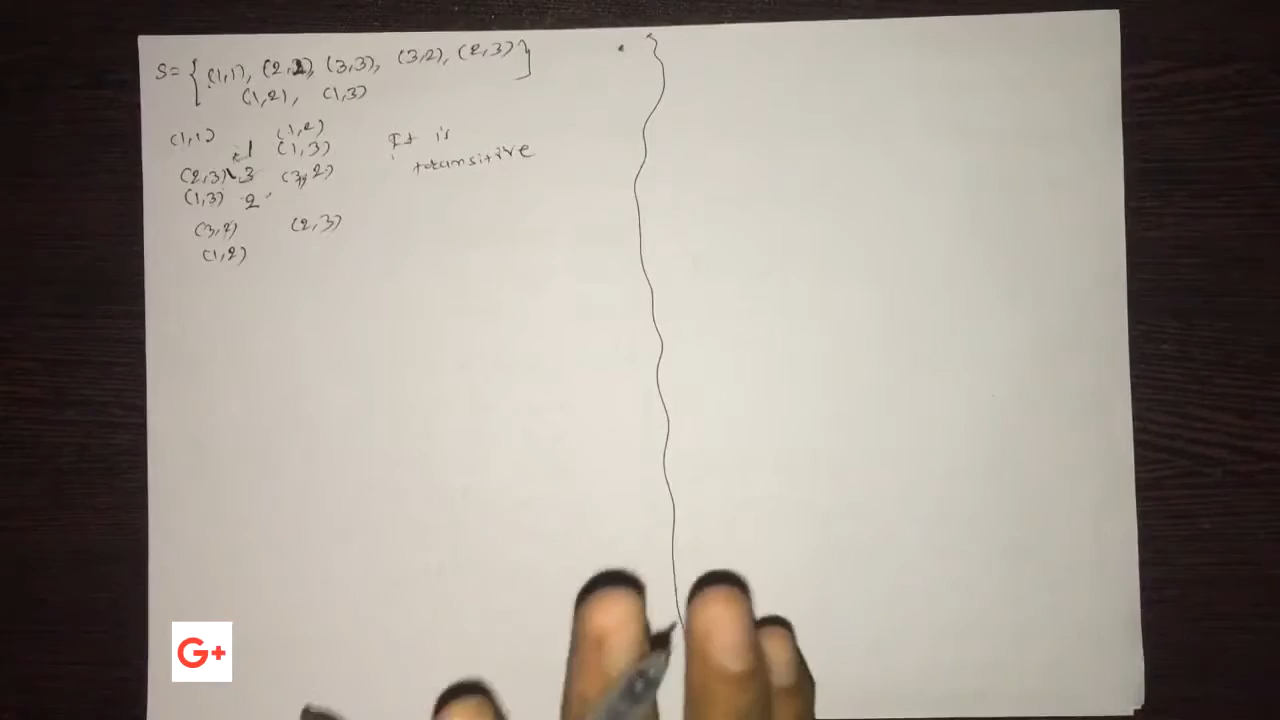 S= { (1,1), (2,2), (3,3), (3,2), (2,3) }
(1,2), (1,3)
(1,1) (1,2)
1 (1,3)
(2,3) 3 (3,2)
(1,3) 2
(3,2) (2,3)
(1,2)
It is
transitive
G+